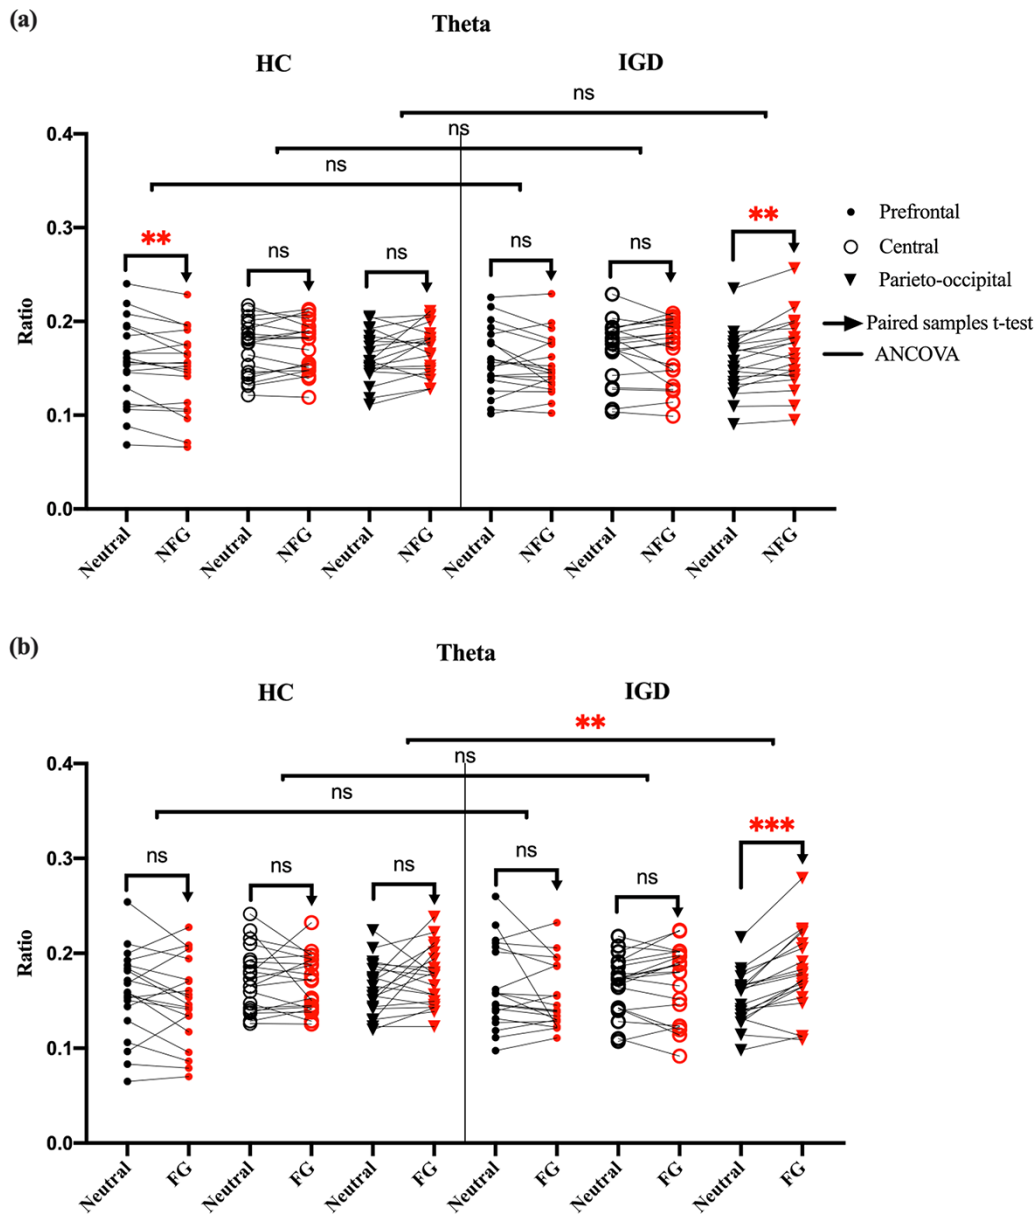 (a)
Theta
HC
IGD
ns
ns
ns
0.4
0.3
0.2
0.1
0.0
Ratio
**
ns
ns
ns
ns
**
Prefrontal
Central
Parieto-occipital
Paired samples t-test
ANCOVA
Neutral
NFG
Neutral
NFG
Neutral
NFG
Neutral
NFG
Neutral
NFG
Neutral
NFG
(b)
Theta
HC
IGD
**
ns
ns
0.4
0.3
0.2
0.1
0.0
Ratio
ns
ns
ns
ns
ns
***
Neutral
FG
Neutral
FG
Neutral
FG
Neutral
FG
Neutral
FG
Neutral
FG